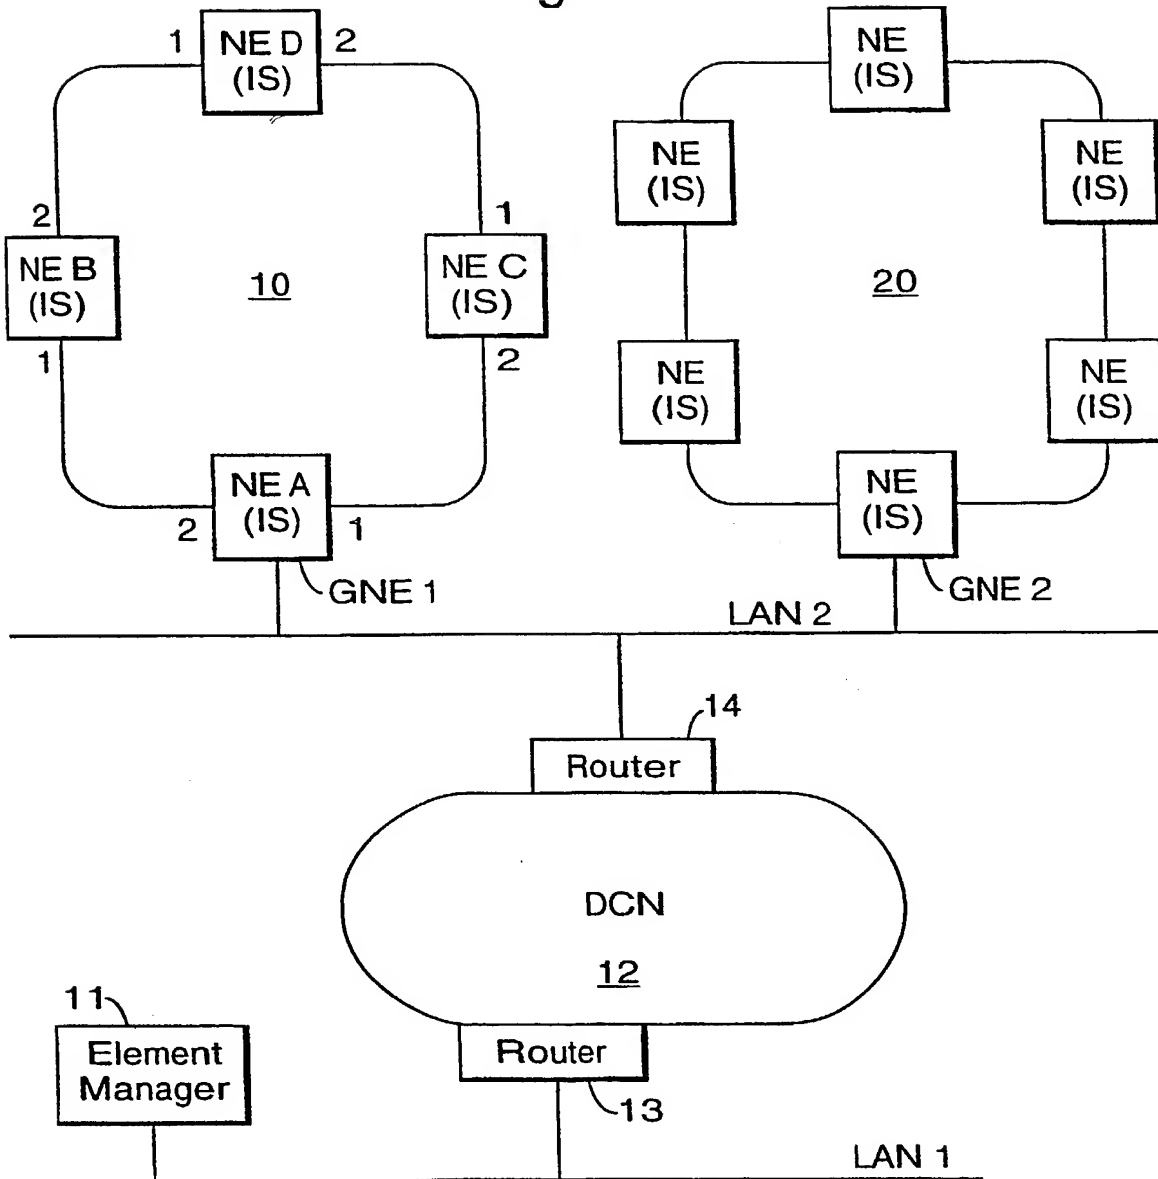 1
NE D
(IS)
2
2
1
NE B
(IS)
10
NE C
(IS)
1
2
NE A
(IS)
2
1
GNE 1
NE
(IS)
NE
(IS)
NE
(IS)
20
NE
(IS)
NE
(IS)
NE
(IS)
GNE 2
LAN 2
14
Router
DCN
12
11
Element
Manager
Router
13
LAN 1